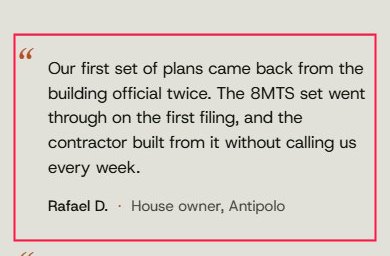 “
Our first set of plans came back from the
building official twice. The 8MTS set went
through on the first filing, and the
contractor built from it without calling us
every week.
Rafael D. · House owner, Antipolo
“